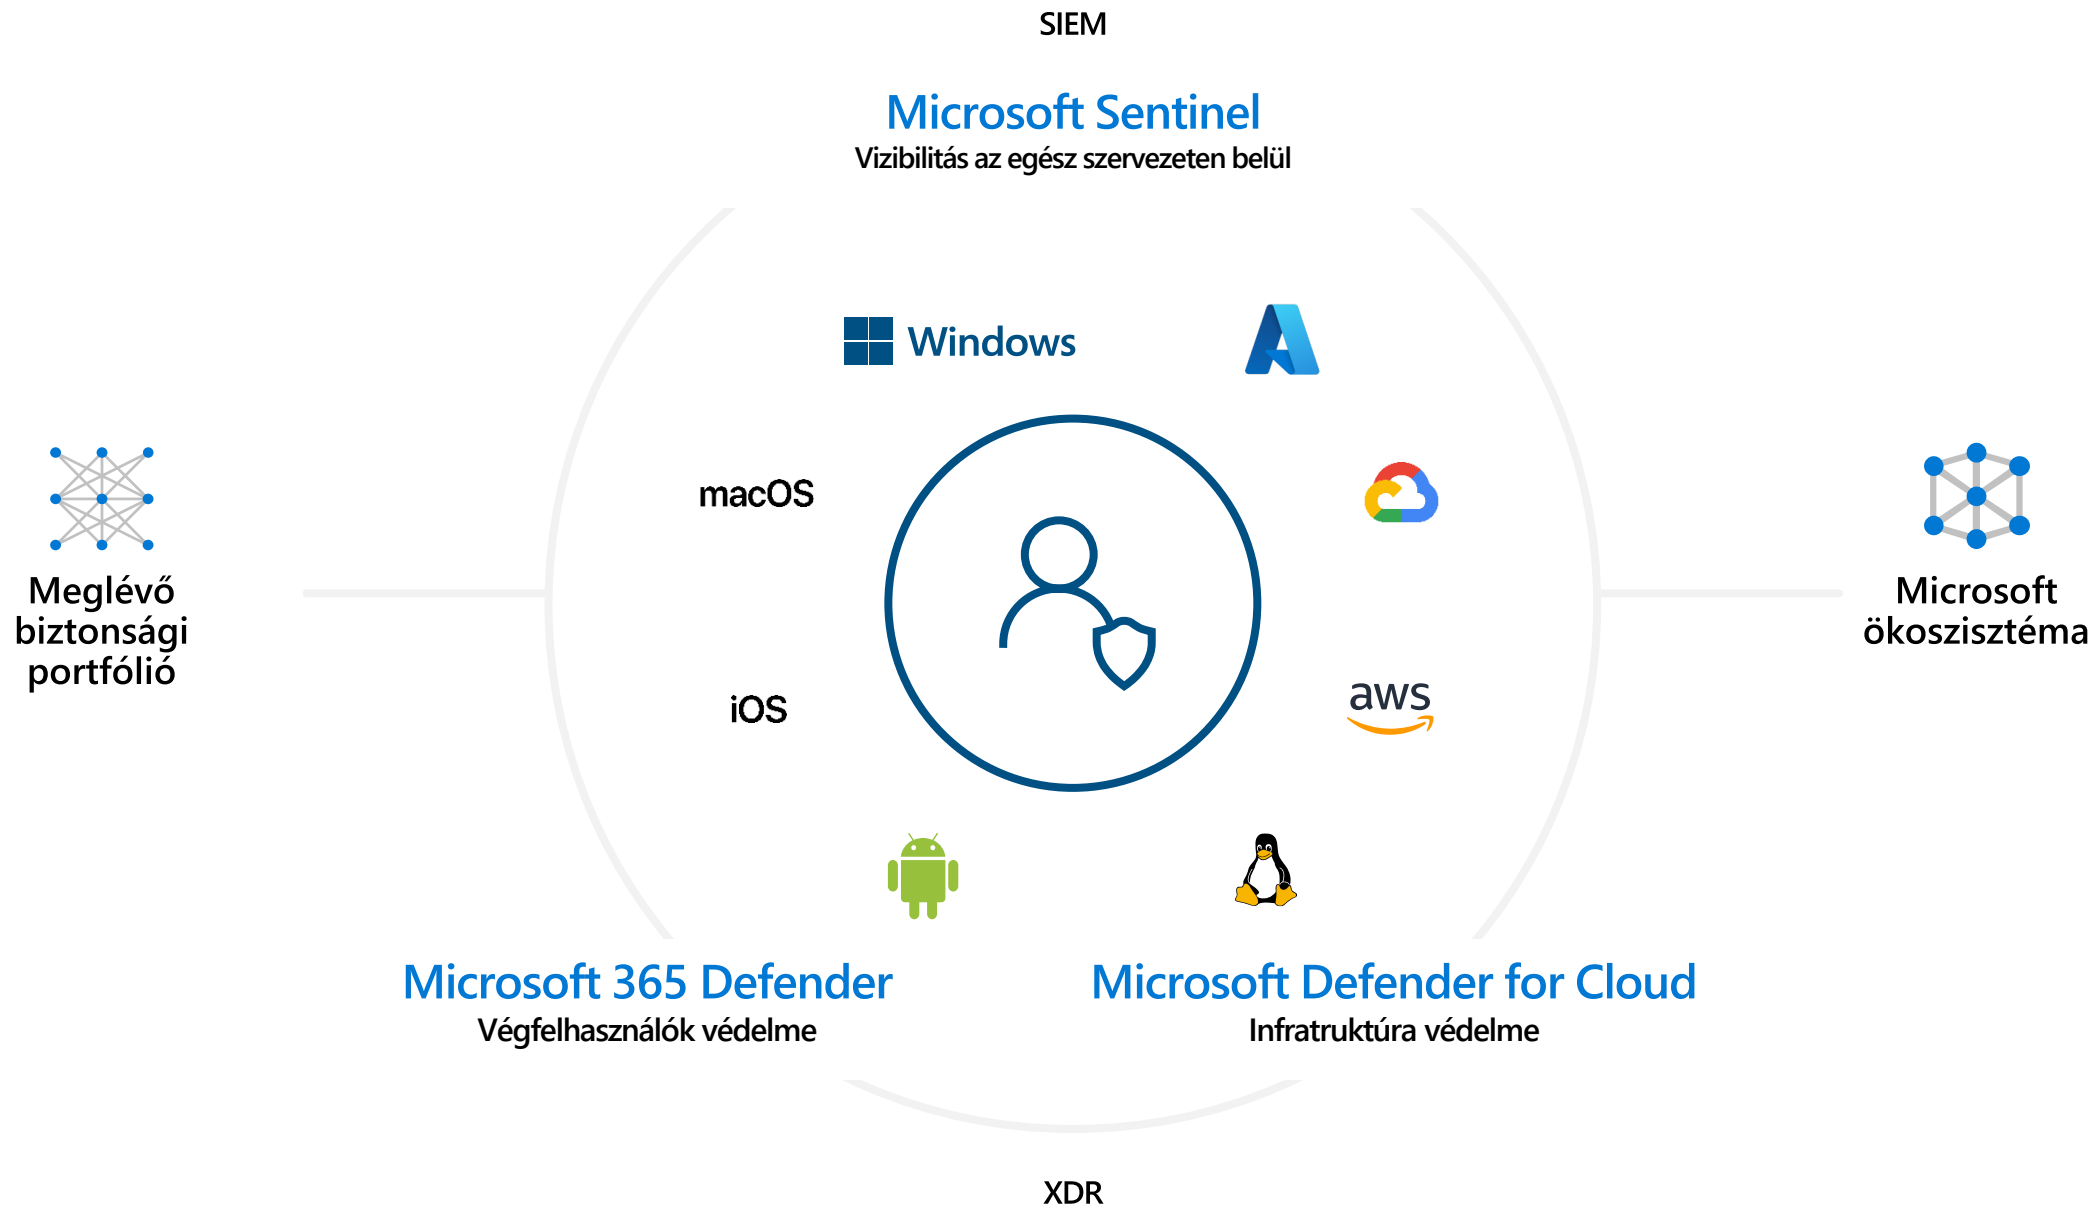 SIEM
Microsoft Sentinel
Vizibilitás az egész szervezeten belül
Windows
macOS
iOS
aws
Meglévő
biztonsági
portfólió
Microsoft
ökoszisztéma
Microsoft 365 Defender
Végfelhasználók védelme
Microsoft Defender for Cloud
Infratruktúra védelme
XDR